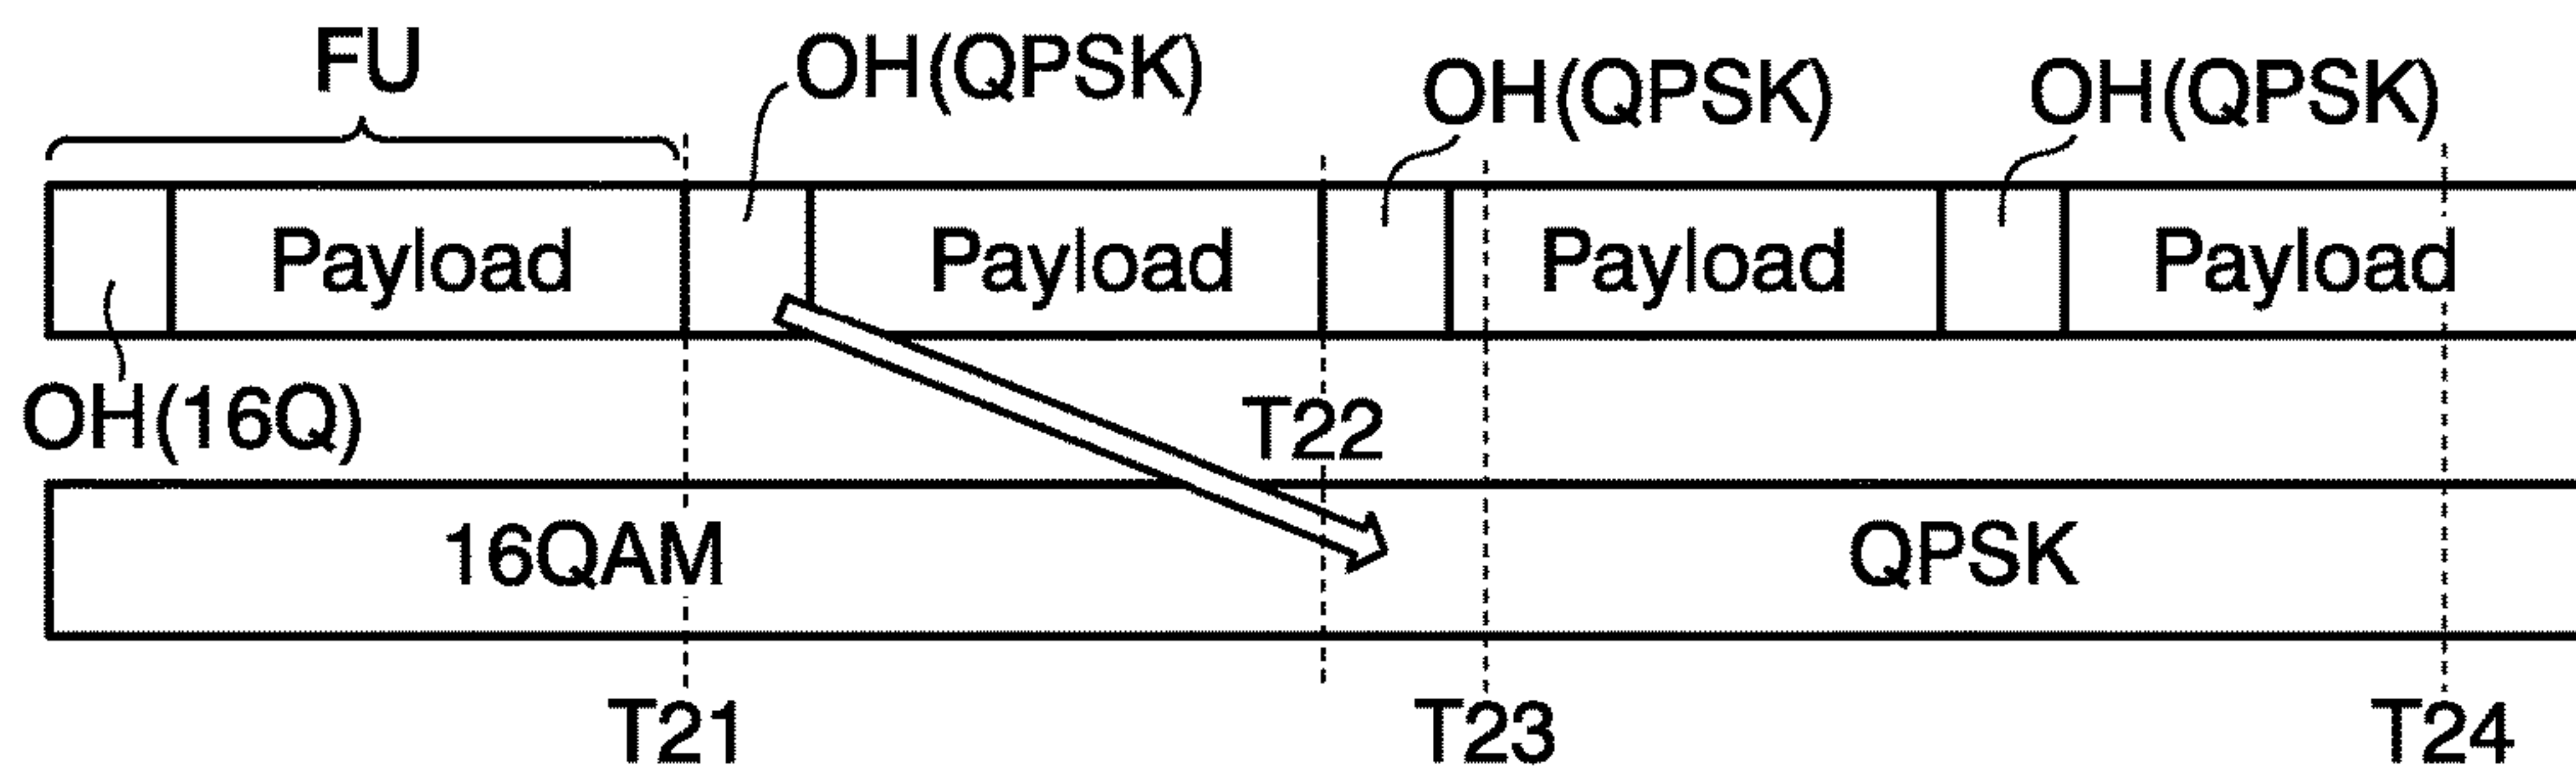 FU
OH(QPSK)
OH(QPSK)
OH(QPSK)
Payload
Payload
Payload
Payload
OH(16Q)
T22
16QAM
QPSK
T21
T23
T24